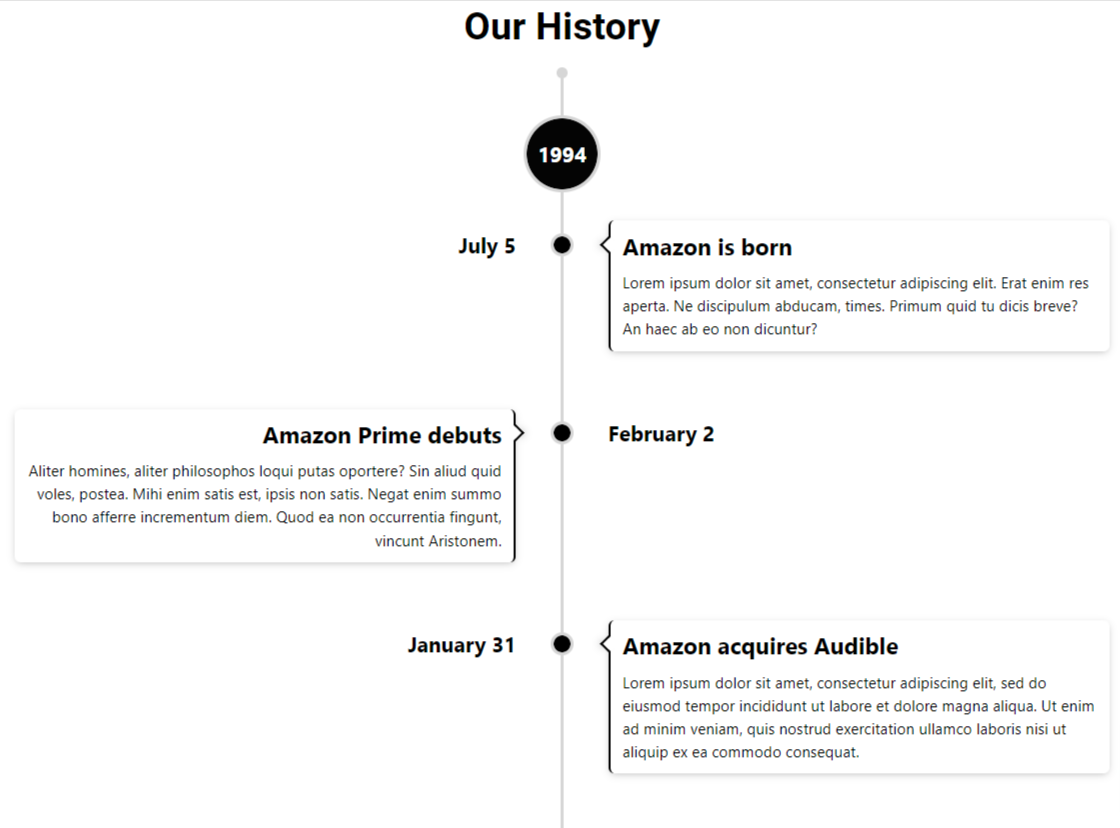 Our History
1994
July 5
Amazon is born
Lorem ipsum dolor sit amet, consectetur adipiscing elit. Erat enim res
aperta. Ne discipulum abducam, times. Primum quid tu dicis breve?
An haec ab eo non dicuntur?
Amazon Prime debuts
Aliter homines, aliter philosophos loqui putas oportere? Sin aliud quid
voles, postea. Mihi enim satis est, ipsis non satis. Negat enim summo
bono afferre incrementum diem. Quod ea non occurrentia fingunt,
vincunt Aristonem.
February 2
January 31
Amazon acquires Audible
Lorem ipsum dolor sit amet, consectetur adipiscing elit, sed do
eiusmod tempor incididunt ut labore et dolore magna aliqua. Ut enim
ad minim veniam, quis nostrud exercitation ullamco laboris nisi ut
aliquip ex ea commodo consequat.